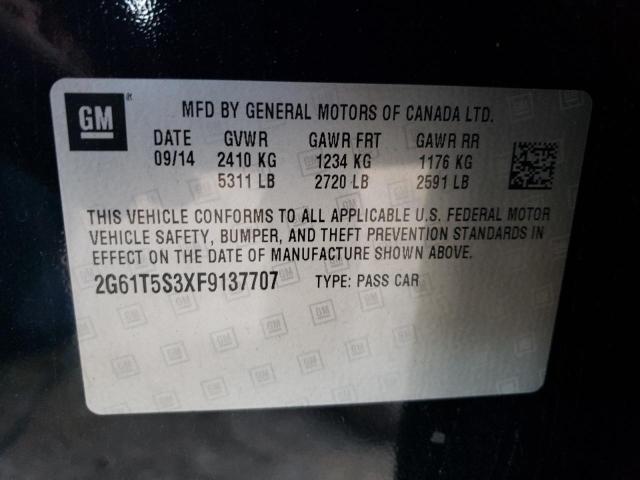 GM
MFD BY GENERAL MOTORS OF CANADA LTD.
DATE GVWR GAWR FRT GAWR RR
09/14 2410 KG 1234 KG 1176 KG
5311 LB 2720 LB 2591 LB
THIS VEHICLE CONFORMS TO ALL APPLICABLE U.S. FEDERAL MOTOR
VEHICLE SAFETY, BUMPER, AND THEFT PREVENTION STANDARDS IN
EFFECT ON THE DATE OF MANUFACTURE SHOWN ABOVE.
2G61T5S3XF9137707 TYPE: PASS CAR